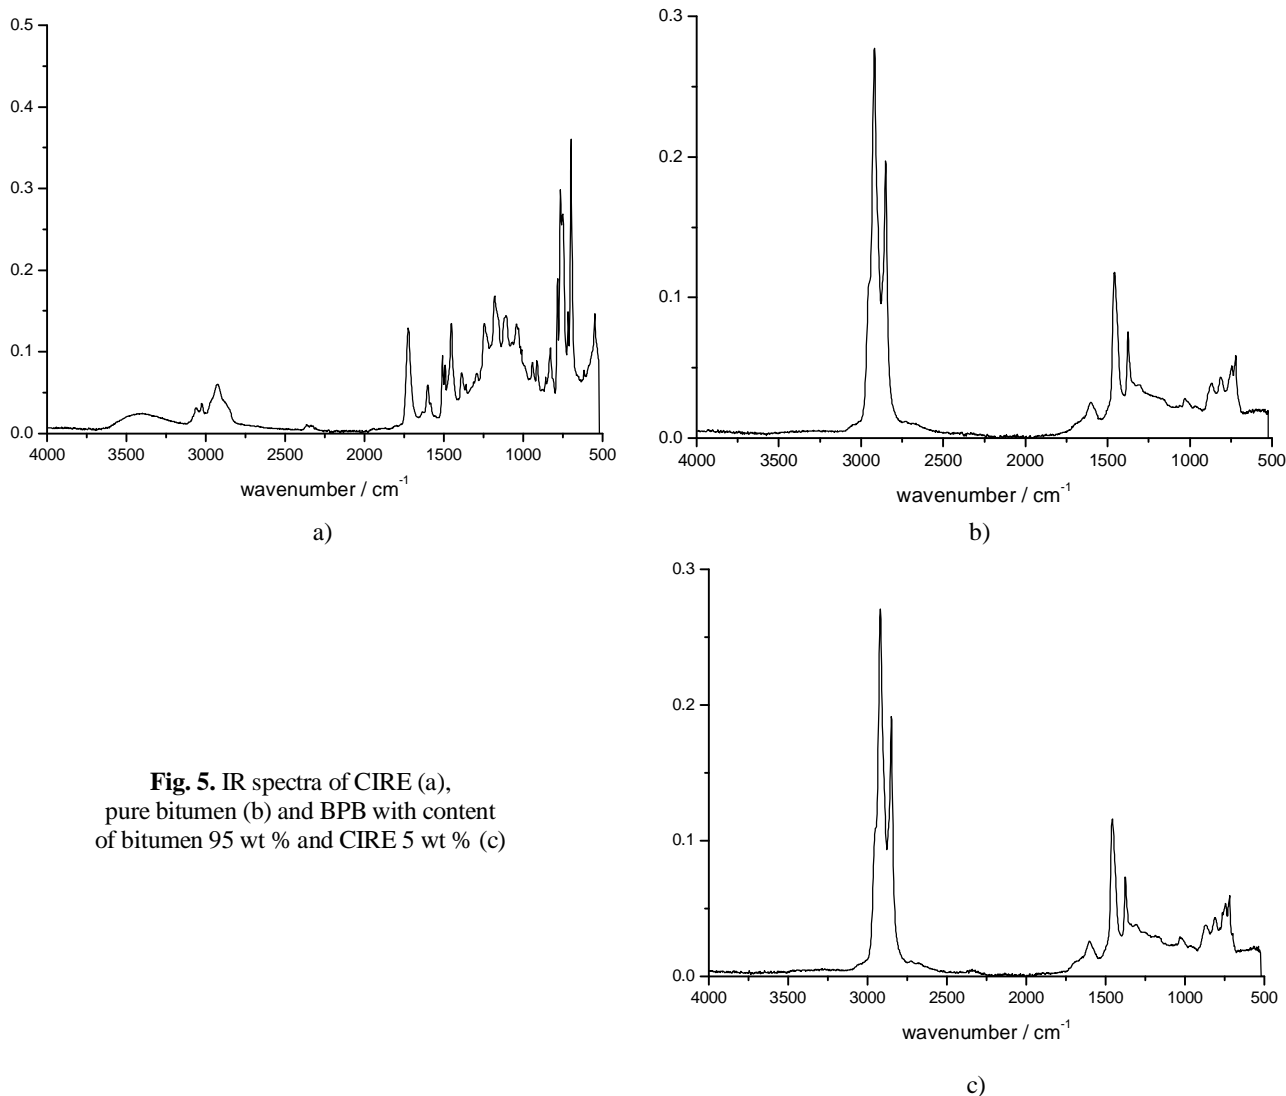 0.5
0.4
0.3
0.2
0.1
0.0
4000 3500 3000 2500 2000 1500 1000 500
wavenumber / cm⁻¹
a)
0.3
0.2
0.1
0.0
4000 3500 3000 2500 2000 1500 1000 500
wavenumber / cm⁻¹
b)
Fig. 5. IR spectra of CIRE (a),
pure bitumen (b) and BPB with content
of bitumen 95 wt % and CIRE 5 wt % (c)
0.3
0.2
0.1
0.0
4000 3500 3000 2500 2000 1500 1000 500
wavenumber / cm⁻¹
c)